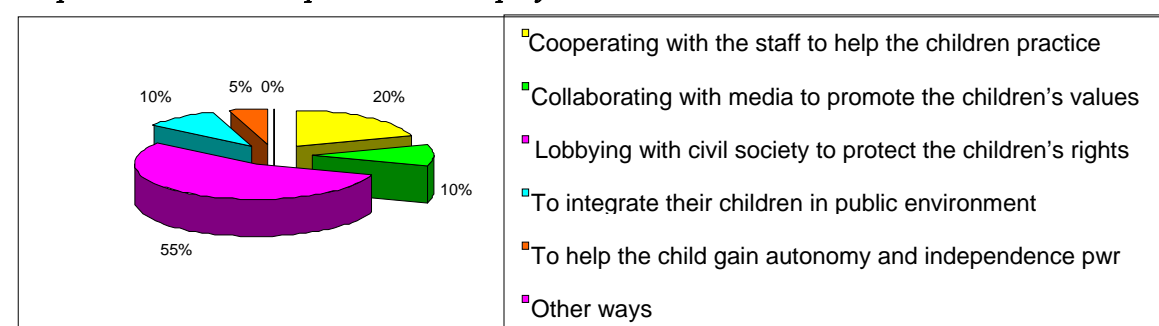 5% 0%
10%
20%
10%
55%
Cooperating with the staff to help the children practice
Collaborating with media to promote the children's values
Lobbying with civil society to protect the children's rights
To integrate their children in public environment
To help the child gain autonomy and independence pwr
Other ways